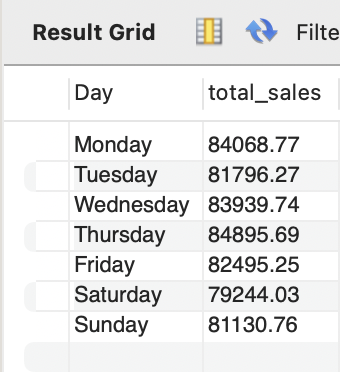 Result Grid Filte
Day total_sales
Monday 84068.77
Tuesday 81796.27
Wednesday 83939.74
Thursday 84895.69
Friday 82495.25
Saturday 79244.03
Sunday 81130.76